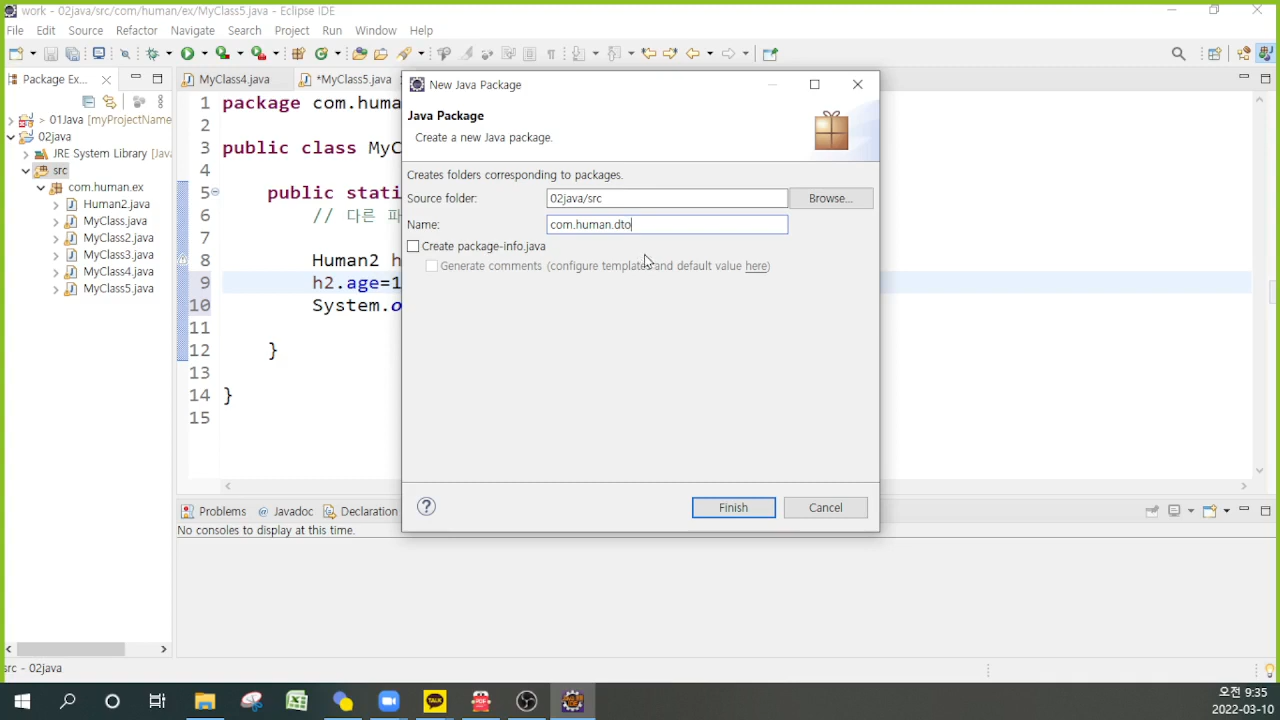 work - 02java/src/com/human/ex/MyClass5.java - Eclipse IDE
File Edit Source Refactor Navigate Search Project Run Window Help
Package Ex...
MyClass4.java
*MyClass5.java
> 01Java [myProjectName
02java
JRE System Library [Java
src
com.human.ex
Human2.java
MyClass.java
MyClass2.java
MyClass3.java
MyClass4.java
MyClass5.java
1 package com.huma
2
3 public class MyC
4
5 public stati
6 // 다른 파
7
8 Human2 h
9 h2.age=1
10 System.o
11
12 }
13
14 }
15
New Java Package
Java Package
Create a new Java package.
Creates folders corresponding to packages.
Source folder: 02java/src Browse...
Name: com.human.dto
Create package-info.java
Generate comments (configure templates and default value here)
Finish Cancel
Problems Javadoc Declaration
No consoles to display at this time.
src - 02java
TALK
PDF
오전 9:35
2022-03-10